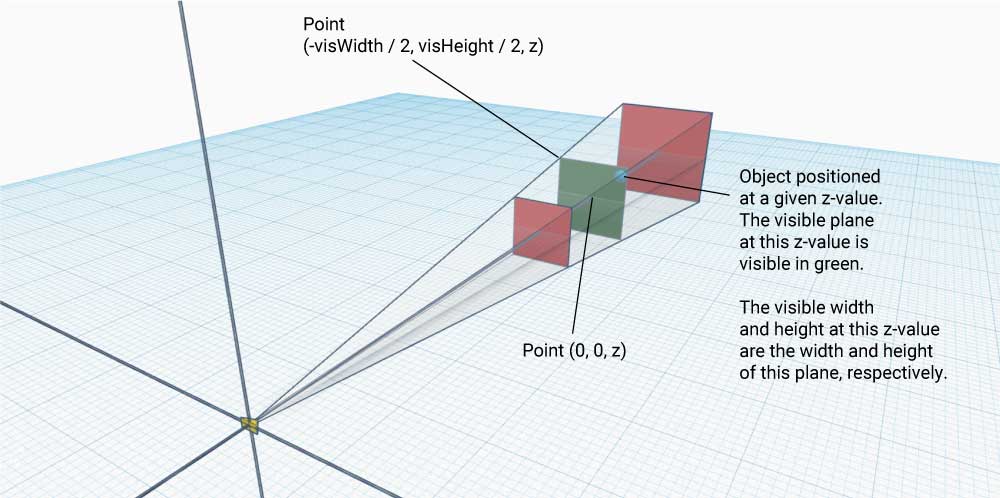 Point
(-visWidth / 2, visHeight / 2, z)
Object positioned
at a given z-value.
The visible plane
at this z-value is
visible in green.
The visible width
and height at this z-value
are the width and height
of this plane, respectively.
Point (0, 0, z)